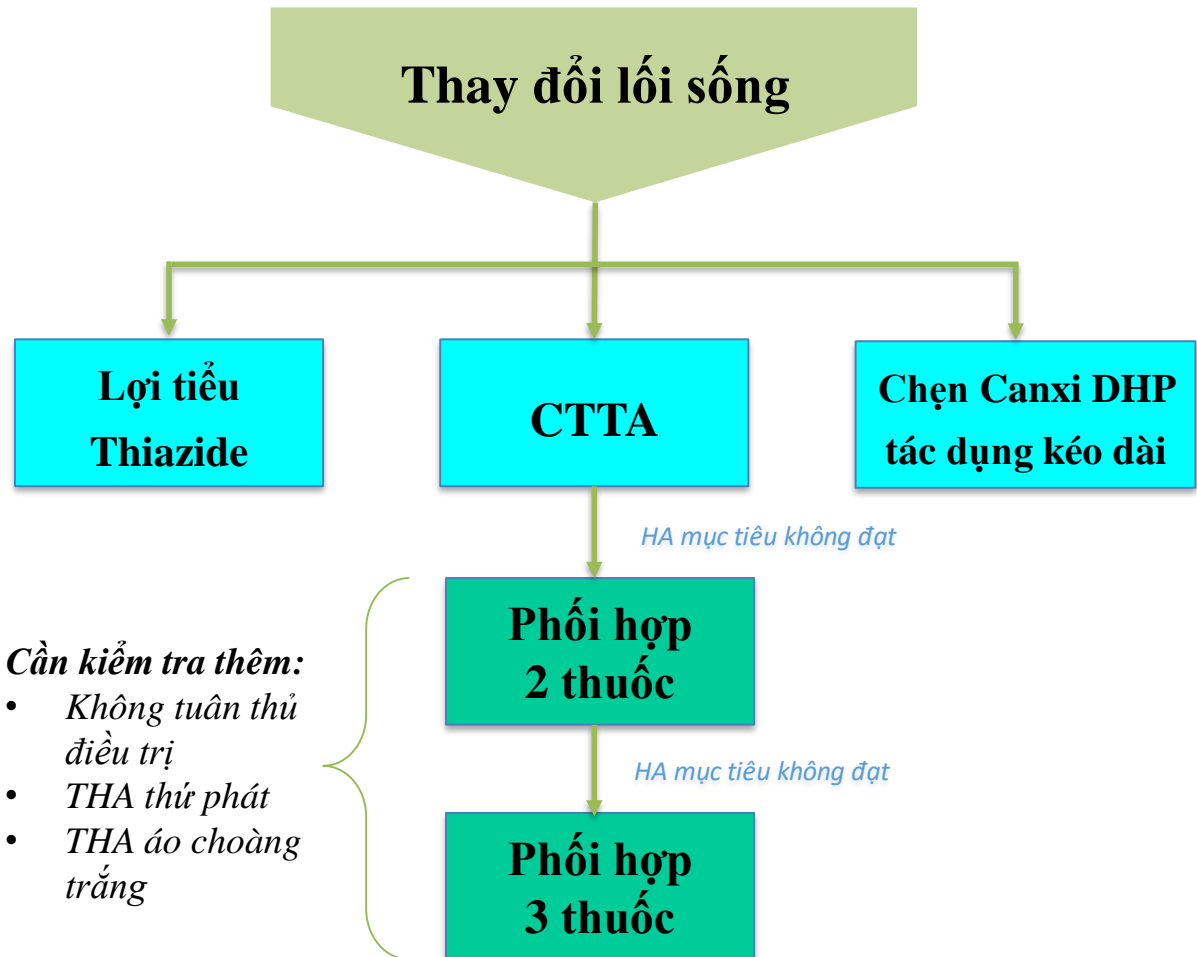 Thay đổi lối sống
Lợi tiểu
Thiazide
CTTA
Chẹn Canxi DHP
tác dụng kéo dài
HA mục tiêu không đạt
Phối hợp
2 thuốc
Cần kiểm tra thêm:
• Không tuân thủ
điều trị
• THA thứ phát
• THA áo choàng
trắng
HA mục tiêu không đạt
Phối hợp
3 thuốc